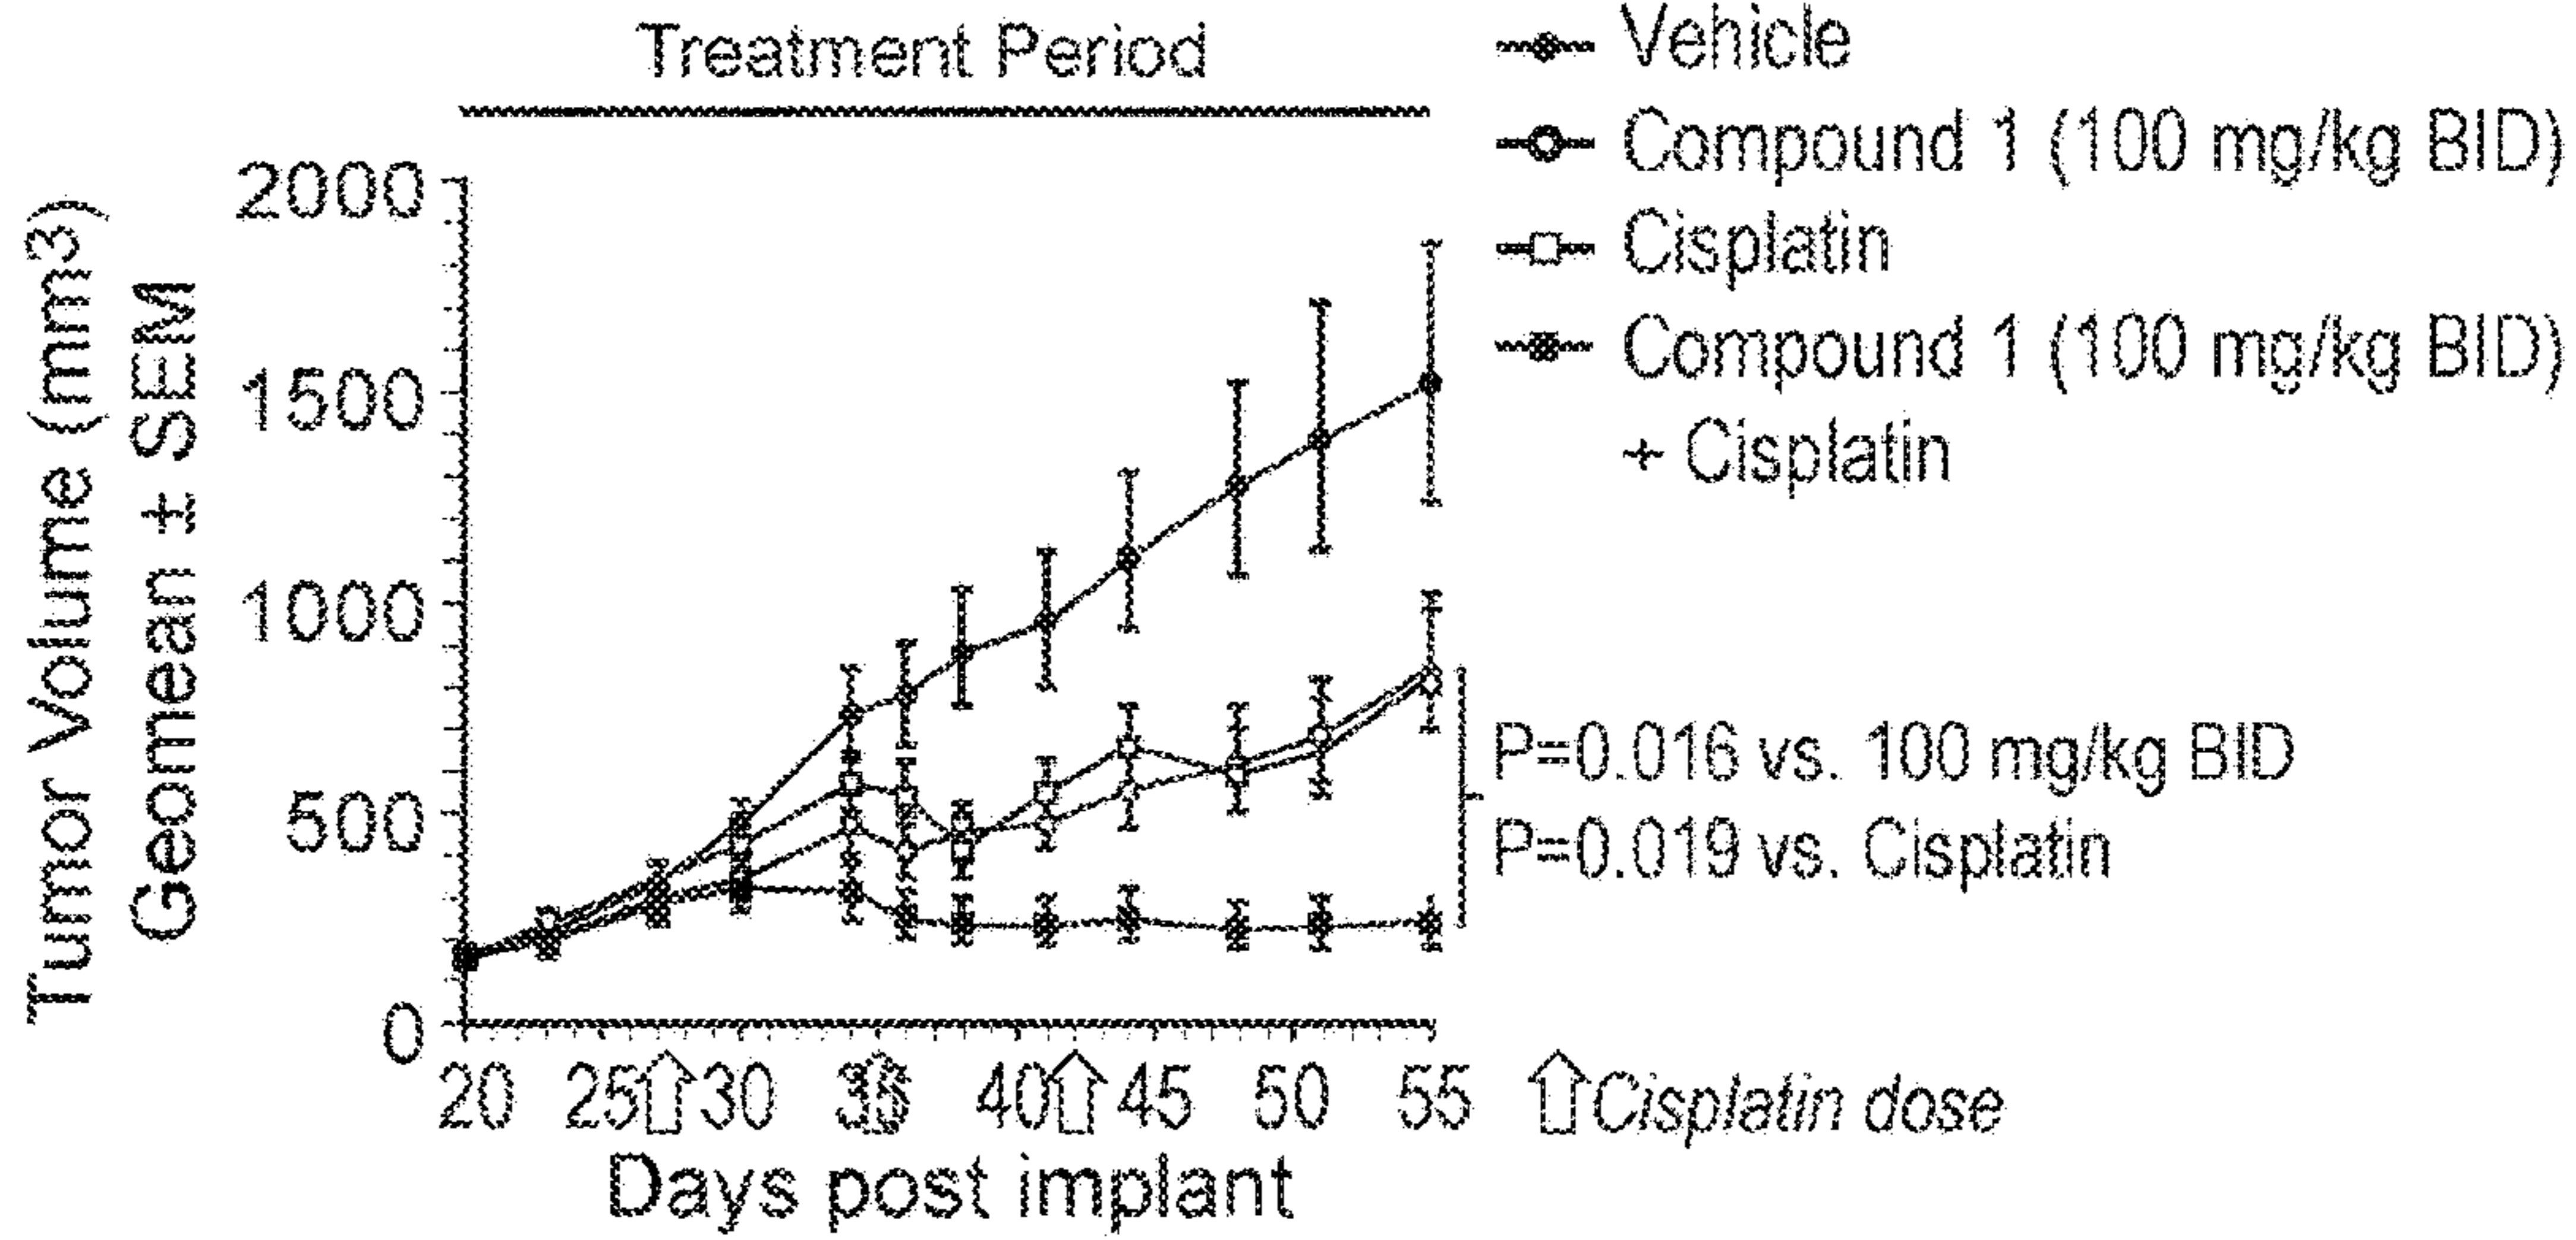 Treatment Period
Vehicle
Compound 1 (100 mg/kg BID)
Cisplatin
Compound 1 (100 mg/kg BID)
+ Cisplatin
Tumor Volume (mm³)
Geomean ± SEM
2000
1500
1000
500
0
P=0.016 vs. 100 mg/kg BID
P=0.019 vs. Cisplatin
20 25 30 35 40 45 50 55
Cisplatin dose
Days post implant